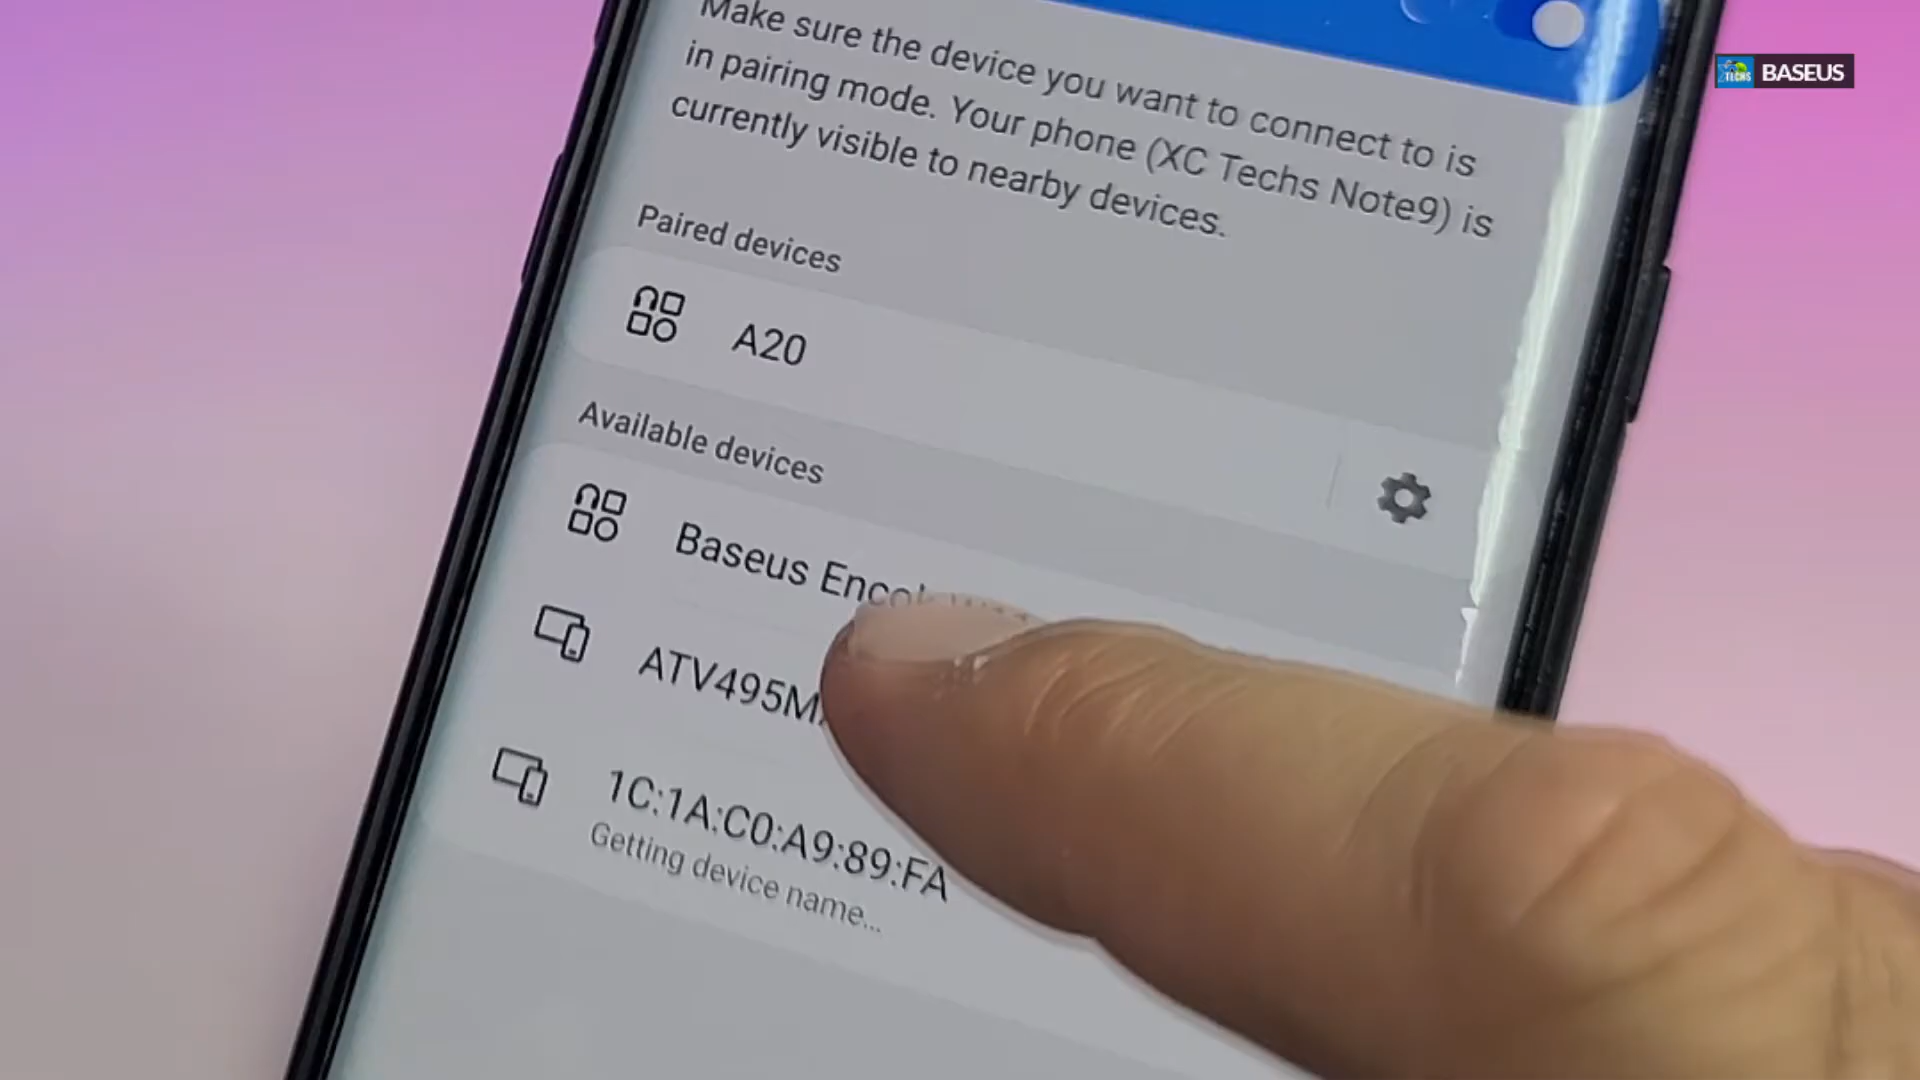 TECHS BASEUS
Make sure the device you want to connect to is
in pairing mode. Your phone (XC Techs Note9) is
currently visible to nearby devices.
Paired devices
A20
Available devices
Baseus
ATV495M
1C:1A:C0:A9:89:FA
Getting device name...